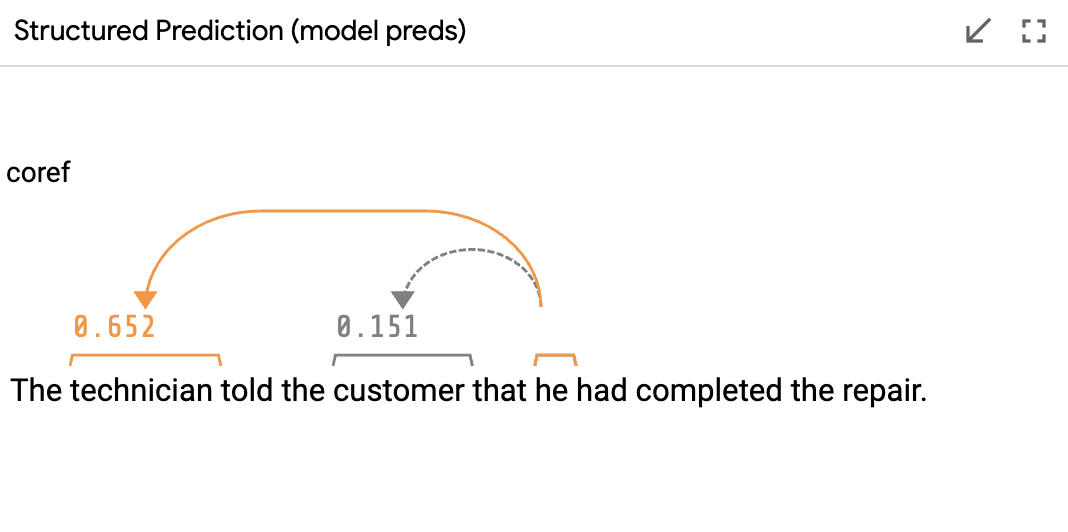 Structured Prediction (model preds)
coref
0.652 0.151
The technician told the customer that he had completed the repair.